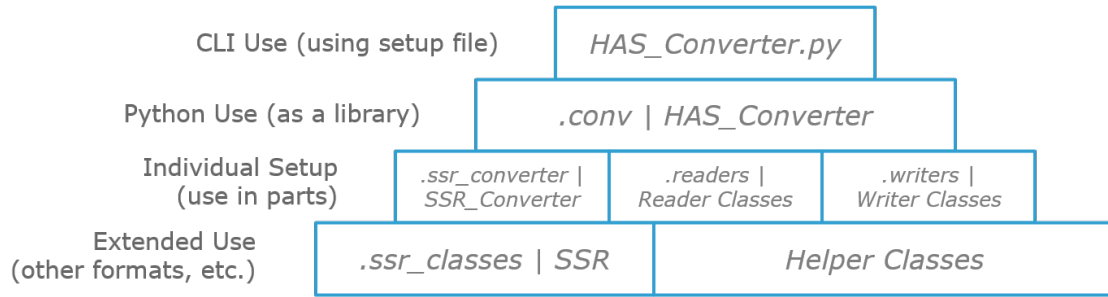 CLI Use (using setup file)
HAS_Converter.py
Python Use (as a library)
.conv | HAS_Converter
Individual Setup
(use in parts)
.ssr_converter |
SSR_Converter
.readers |
Reader Classes
.writers |
Writer Classes
Extended Use
(other formats, etc.)
.ssr_classes | SSR
Helper Classes